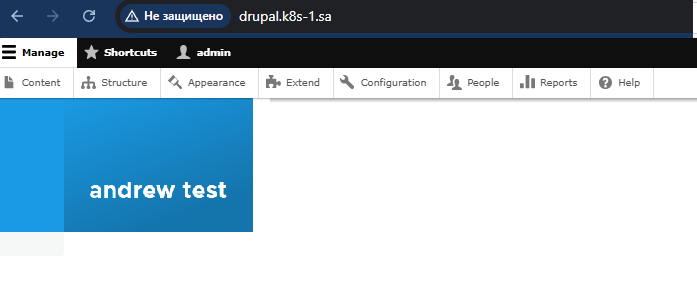 Не защищено drupal.k8s-1.sa
Manage Shortcuts admin
Content Structure Appearance Extend Configuration People Reports Help
andrew test